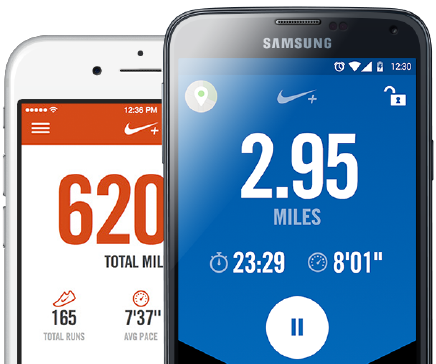 12:36 PM
+
620
TOTAL MIL
165 7'37"
TOTAL RUNS AVG PACE
SAMSUNG
12:30
+
2.95
MILES
23:29 8'01"